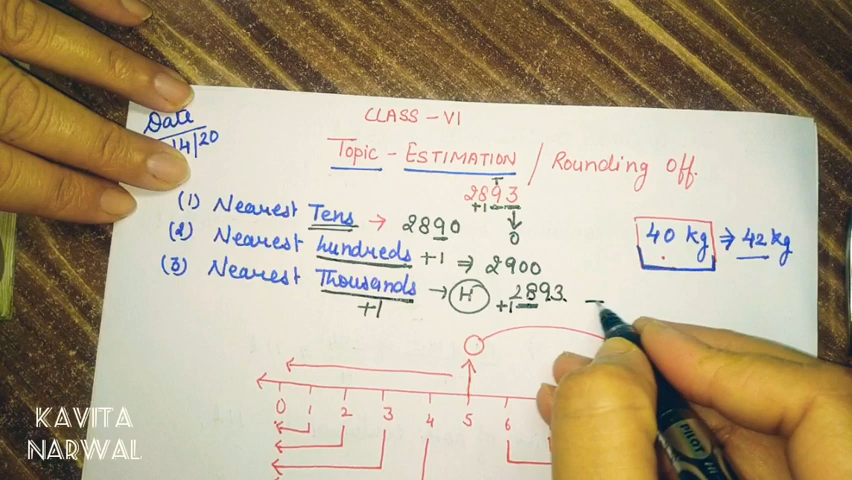 CLASS - VI
Date
14/20
Topic - ESTIMATION / Rounding Off.
T
2893
+1
0
(1) Nearest Tens → 2890
(2) Nearest hundreds +1 ⇒ 2900
(3) Nearest Thousands → H 2893
+1 +1
40 kg ⇒ 42 kg
0 1 2 3 4 5 6
KAVITA
NARWAL
PILOT